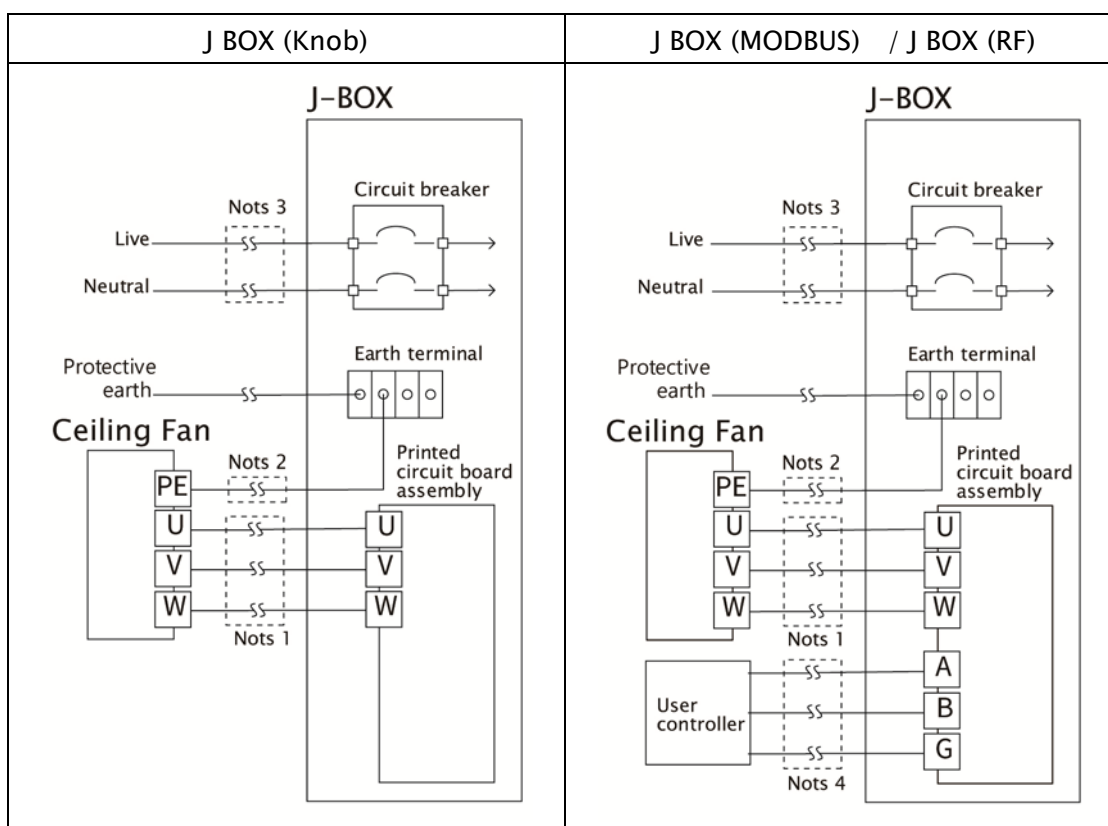 J BOX (Knob)
J BOX (MODBUS) / J BOX (RF)
J-BOX
Circuit breaker
Nots 3
Live
Neutral
Earth terminal
Protective
earth
Ceiling Fan
Nots 2
Printed
circuit board
assembly
PE
U
U
V
V
W
W
Nots 1
J-BOX
Circuit breaker
Nots 3
Live
Neutral
Earth terminal
Protective
earth
Ceiling Fan
Nots 2
Printed
circuit board
assembly
PE
U
U
V
V
W
W
Nots 1
A
User
controller
B
G
Nots 4